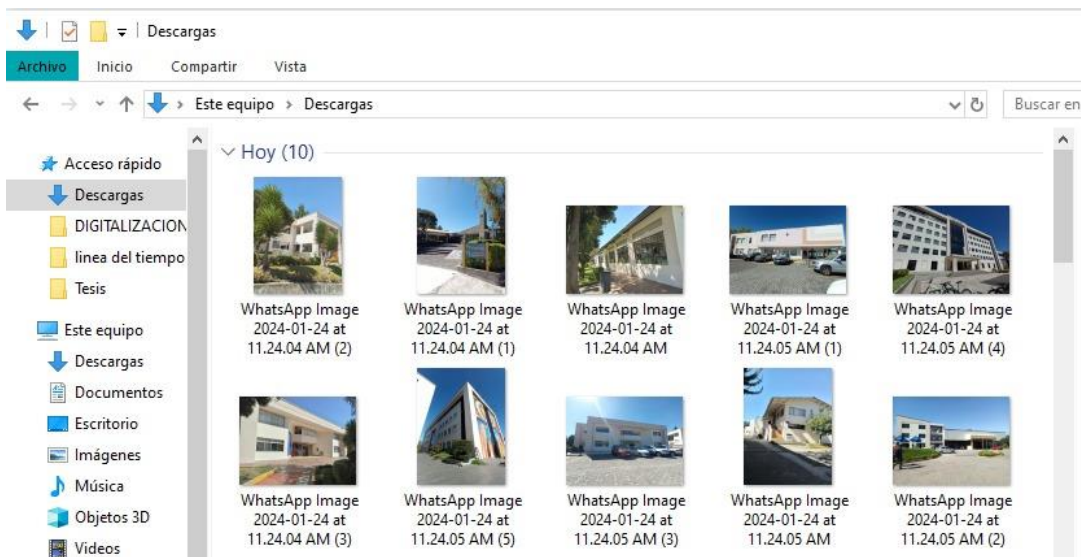 Descargas
Archivo Inicio Compartir Vista
Este equipo > Descargas
Buscar en
Acceso rápido
Descargas
DIGITALIZACION
linea del tiempo
Tesis
Este equipo
Descargas
Documentos
Escritorio
Imágenes
Música
Objetos 3D
Videos
Hoy (10)
WhatsApp Image
2024-01-24 at
11.24.04 AM (2)
WhatsApp Image
2024-01-24 at
11.24.04 AM (1)
WhatsApp Image
2024-01-24 at
11.24.04 AM
WhatsApp Image
2024-01-24 at
11.24.05 AM (1)
WhatsApp Image
2024-01-24 at
11.24.05 AM (4)
WhatsApp Image
2024-01-24 at
11.24.04 AM (3)
WhatsApp Image
2024-01-24 at
11.24.05 AM (5)
WhatsApp Image
2024-01-24 at
11.24.05 AM (3)
WhatsApp Image
2024-01-24 at
11.24.05 AM
WhatsApp Image
2024-01-24 at
11.24.05 AM (2)